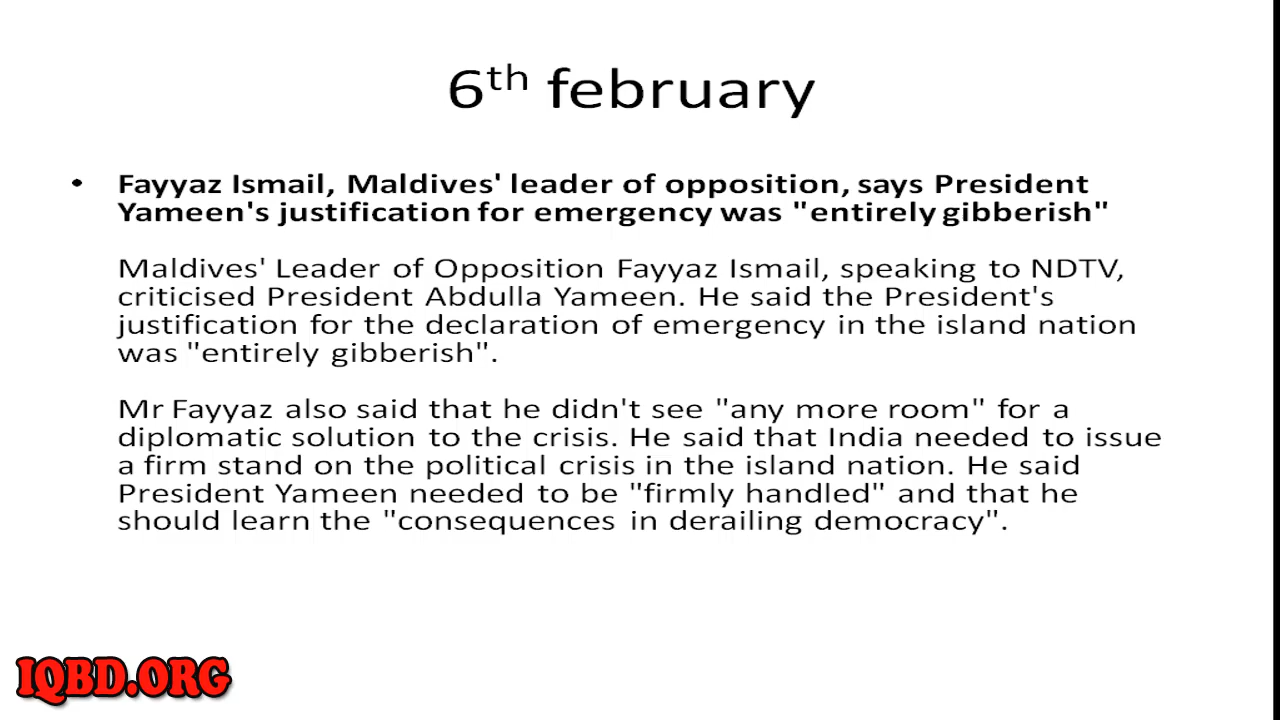 6th february
• Fayyaz Ismail, Maldives' leader of opposition, says President
Yameen's justification for emergency was "entirely gibberish"
Maldives' Leader of Opposition Fayyaz Ismail, speaking to NDTV,
criticised President Abdulla Yameen. He said the President's
justification for the declaration of emergency in the island nation
was "entirely gibberish".
Mr Fayyaz also said that he didn't see "any more room" for a
diplomatic solution to the crisis. He said that India needed to issue
a firm stand on the political crisis in the island nation. He said
President Yameen needed to be "firmly handled" and that he
should learn the "consequences in derailing democracy".
IQBD.ORG